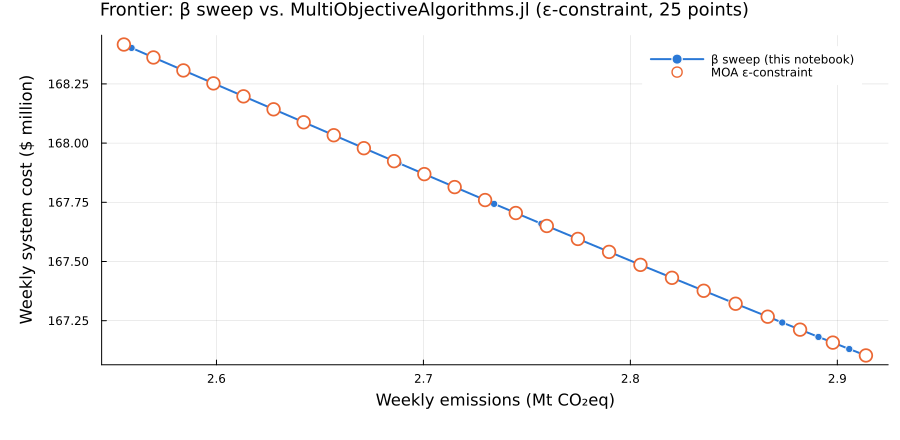 Frontier: β sweep vs. MultiObjectiveAlgorithms.jl (ε-constraint, 25 points)
β sweep (this notebook)
MOA ε-constraint
Weekly system cost ($ million)
168.25
168.00
167.75
167.50
167.25
2.6 2.7 2.8 2.9
Weekly emissions (Mt CO₂eq)